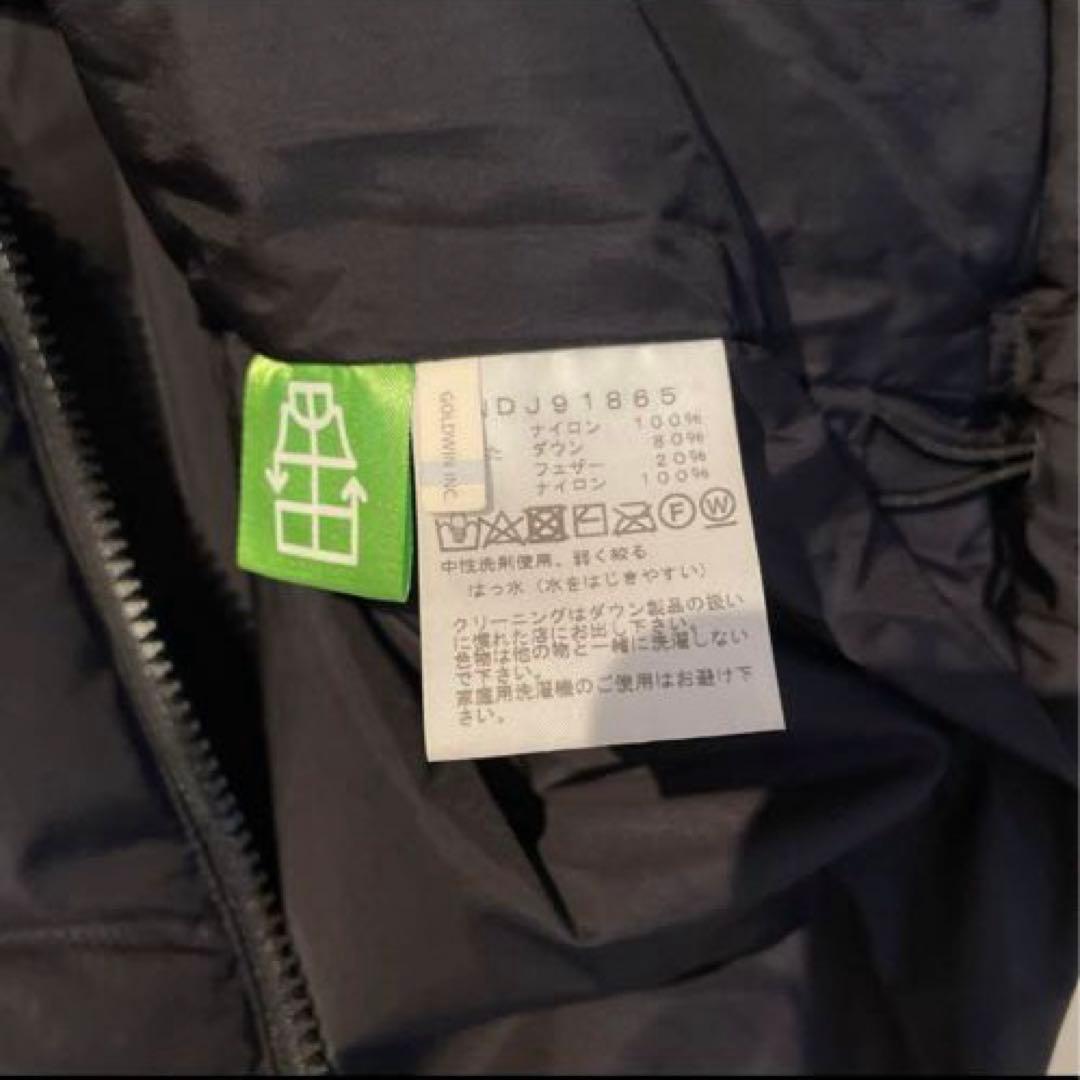 GOLDWIN INC
DJ91865
ナイロン 100%
ダウン 80%
フェザー 20%
ナイロン 100%
F W
中性洗剤使用、弱く絞る
はっ水(水をはじきやすい)
クリーニングはダウン製品の扱い
に慣れた店にお出し下さい。
色物は他の物と一緒に洗濯しない
で下さい。
家庭用洗濯機のご使用はお避け下
さい。